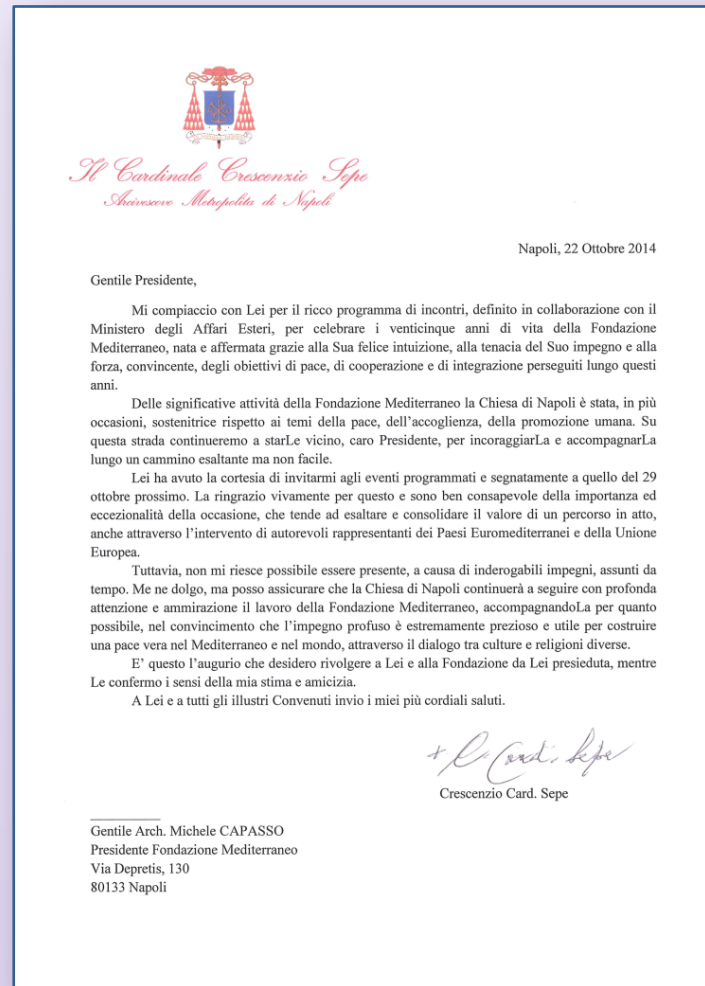 Il Cardinale Crescenzio Sepe
Arcivescovo Metropolita di Napoli
Napoli, 22 Ottobre 2014
Gentile Presidente,
Mi compiaccio con Lei per il ricco programma di incontri, definito in collaborazione con il
Ministero degli Affari Esteri, per celebrare i venticinque anni di vita della Fondazione
Mediterraneo, nata e affermata grazie alla Sua felice intuizione, alla tenacia del Suo impegno e alla
forza, convincente, degli obiettivi di pace, di cooperazione e di integrazione perseguiti lungo questi
anni.
Delle significative attività della Fondazione Mediterraneo la Chiesa di Napoli è stata, in più
occasioni, sostenitrice rispetto ai temi della pace, dell'accoglienza, della promozione umana. Su
questa strada continueremo a starLe vicino, caro Presidente, per incoraggiarLa e accompagnarLa
lungo un cammino esaltante ma non facile.
Lei ha avuto la cortesia di invitarmi agli eventi programmati e segnatamente a quello del 29
ottobre prossimo. La ringrazio vivamente per questo e sono ben consapevole della importanza ed
eccezionalità della occasione, che tende ad esaltare e consolidare il valore di un percorso in atto,
anche attraverso l'intervento di autorevoli rappresentanti dei Paesi Euromediterranei e della Unione
Europea.
Tuttavia, non mi riesce possibile essere presente, a causa di inderogabili impegni, assunti da
tempo. Me ne dolgo, ma posso assicurare che la Chiesa di Napoli continuerà a seguire con profonda
attenzione e ammirazione il lavoro della Fondazione Mediterraneo, accompagnandoLa per quanto
possibile, nel convincimento che l'impegno profuso è estremamente prezioso e utile per costruire
una pace vera nel Mediterraneo e nel mondo, attraverso il dialogo tra culture e religioni diverse.
E' questo l'augurio che desidero rivolgere a Lei e alla Fondazione da Lei presieduta, mentre
Le confermo i sensi della mia stima e amicizia.
A Lei e a tutti gli illustri Convenuti invio i miei più cordiali saluti.
+ C. Card. Sepe
Crescenzio Card. Sepe
Gentile Arch. Michele CAPASSO
Presidente Fondazione Mediterraneo
Via Depretis, 130
80133 Napoli